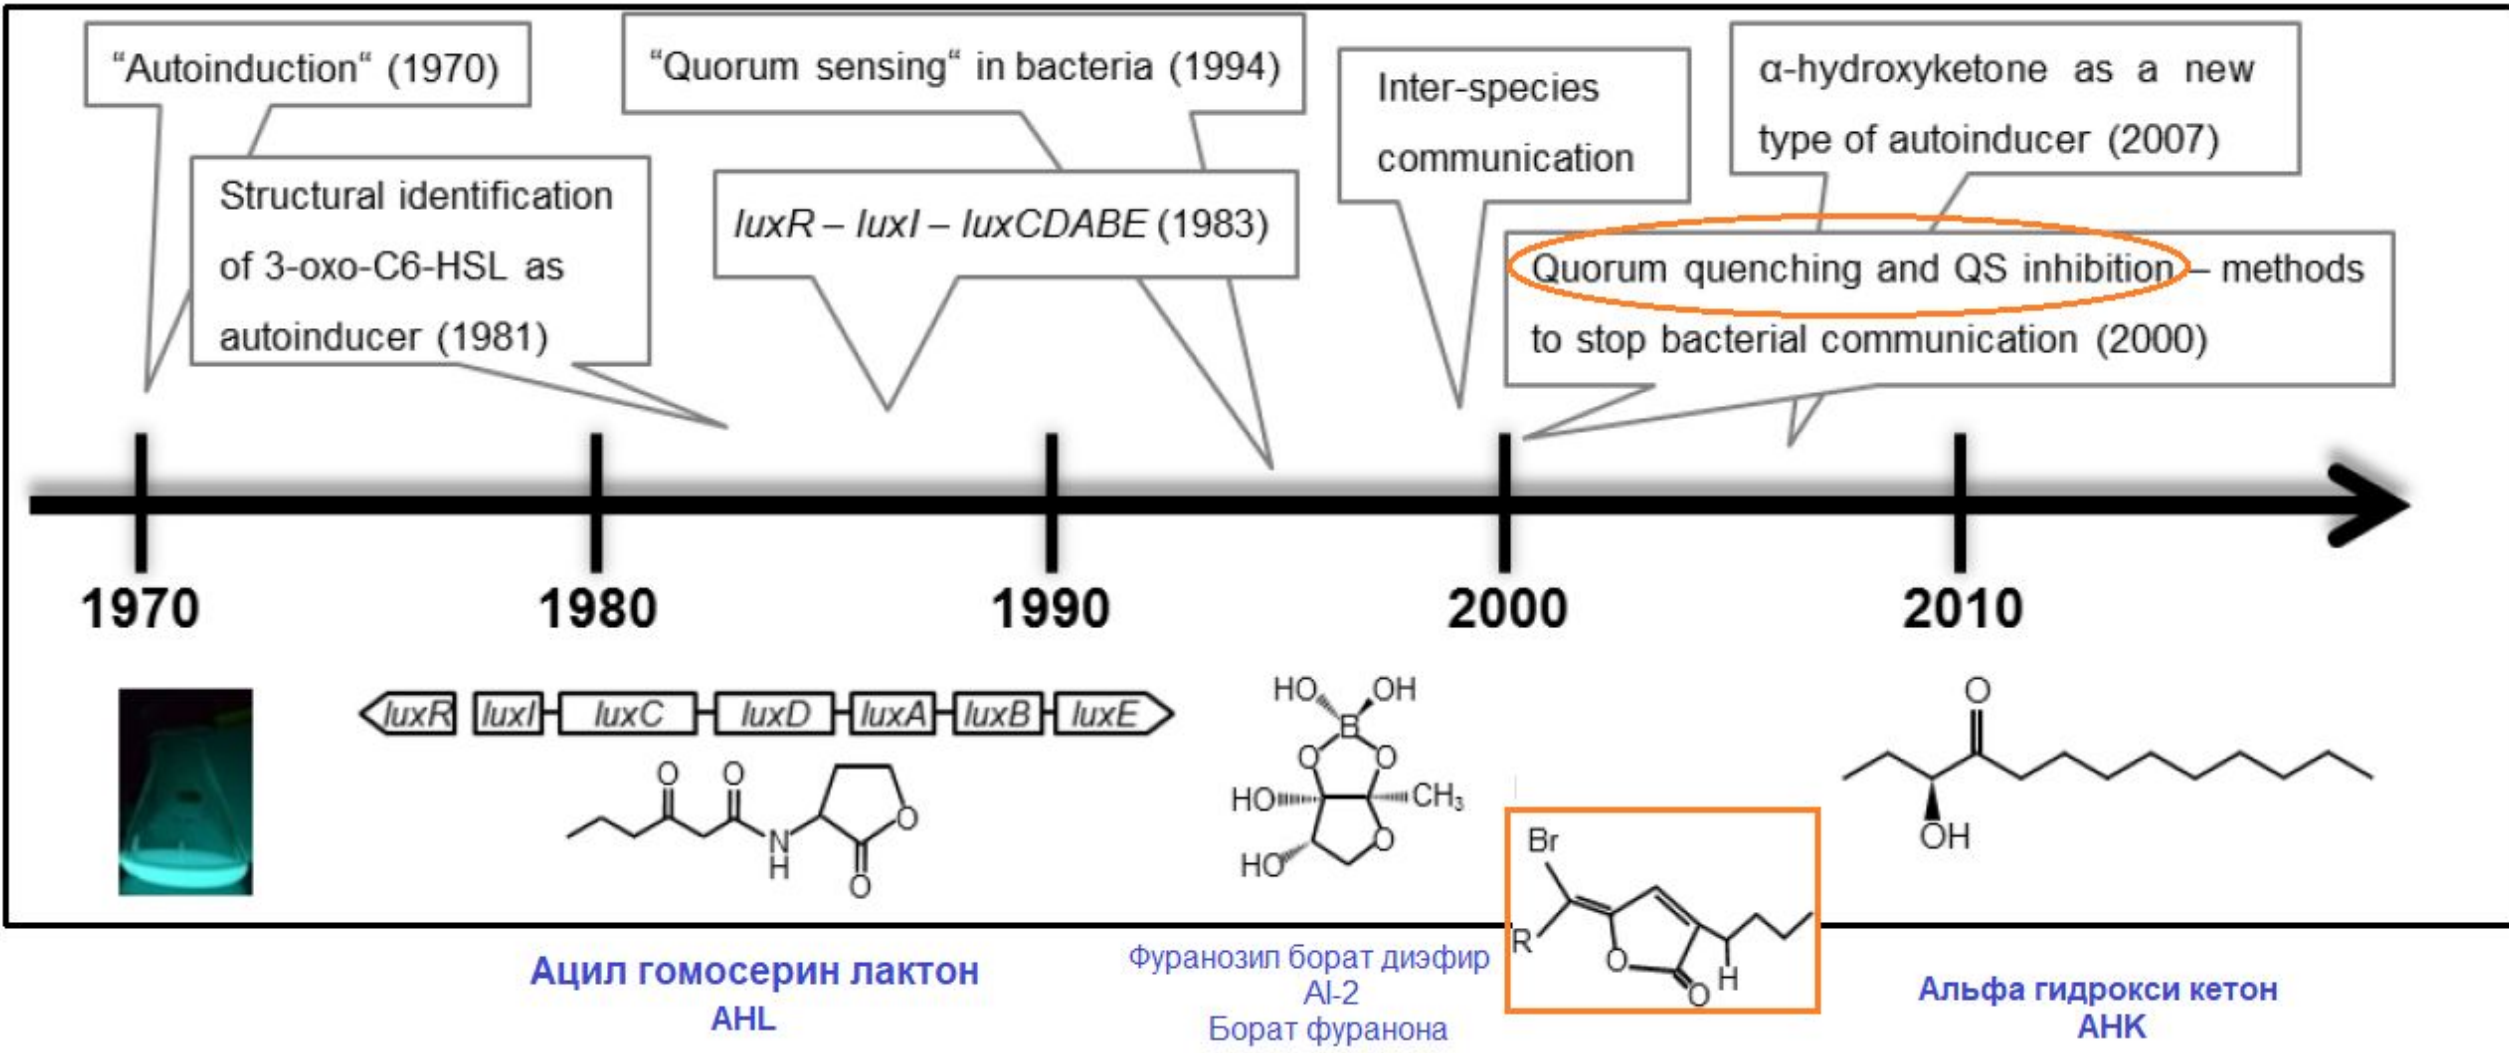 “Autoinduction“ (1970)
“Quorum sensing“ in bacteria (1994)
Inter-species
communication
α-hydroxyketone as a new
type of autoinducer (2007)
Structural identification
of 3-oxo-C6-HSL as
autoinducer (1981)
luxR – luxI – luxCDABE (1983)
Quorum quenching and QS inhibition – methods
to stop bacterial communication (2000)
1970
1980
1990
2000
2010
luxR luxI luxC luxD luxA luxB luxE
O O
N
H
O
O
HO OH
B
O O
HO CH3
HO O
Br
R
O
O
H
O
OH
Ацил гомосерин лактон
AHL
Фуранозил борат диэфир
AI-2
Борат фуранона
Альфа гидрокси кетон
AHK